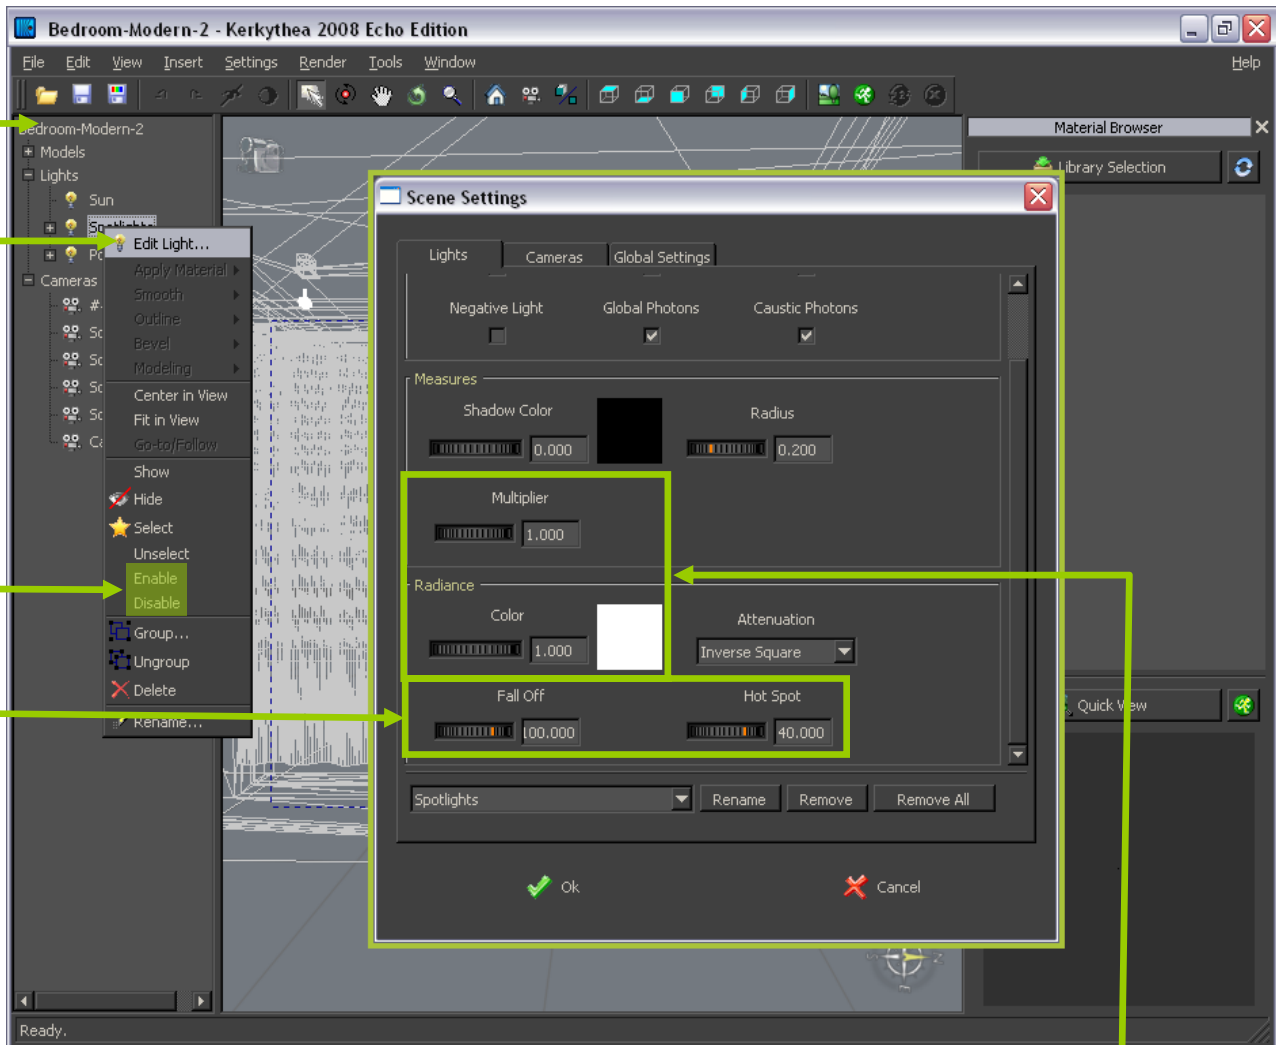 Bedroom-Modern-2 - Kerkythea 2008 Echo Edition
File Edit View Insert Settings Render Tools Window Help
Bedroom-Modern-2
Models
Lights
Sun
Spotlights
Cameras
Edit Light...
Apply Material
Smooth
Outline
Bevel
Modeling
Center in View
Fit in View
Go-to/Follow
Show
Hide
Select
Unselect
Enable
Disable
Group...
Ungroup
Delete
Rename...
Scene Settings
Lights Cameras Global Settings
Negative Light Global Photons Caustic Photons
Measures
Shadow Color Radius
0.000 0.200
Multiplier
1.000
Radiance
Color Attenuation
1.000 Inverse Square
Fall Off Hot Spot
100.000 40.000
Spotlights Rename Remove Remove All
Ok Cancel
Material Browser
Library Selection
Quick View
Ready.